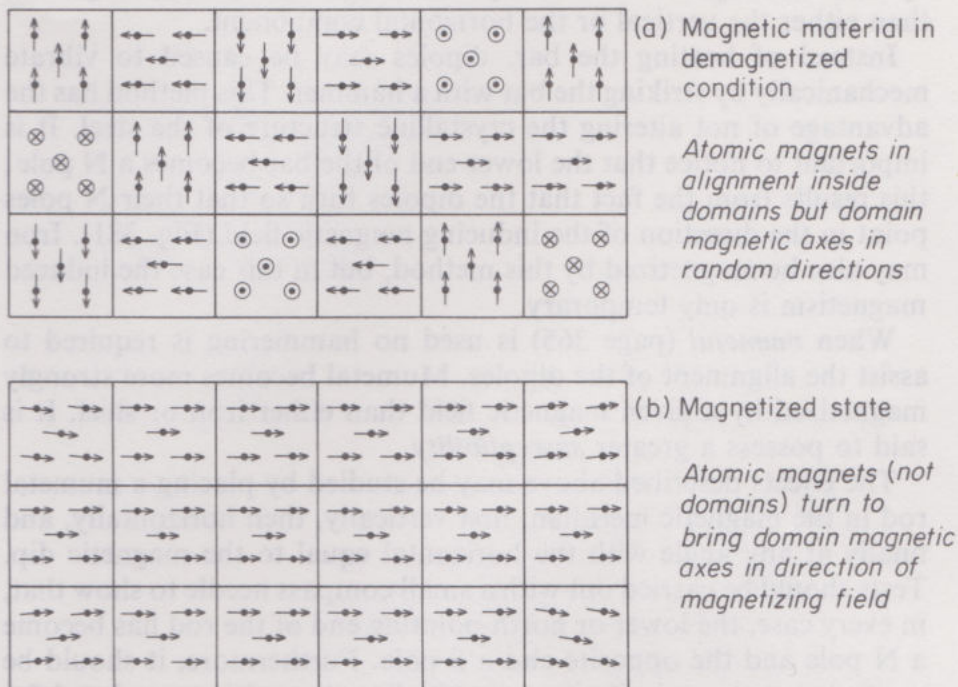 (a) Magnetic material in
demagnetized
condition
Atomic magnets in
alignment inside
domains but domain
magnetic axes in
random directions
(b) Magnetized state
Atomic magnets (not
domains) turn to
bring domain magnetic
axes in direction of
magnetizing field